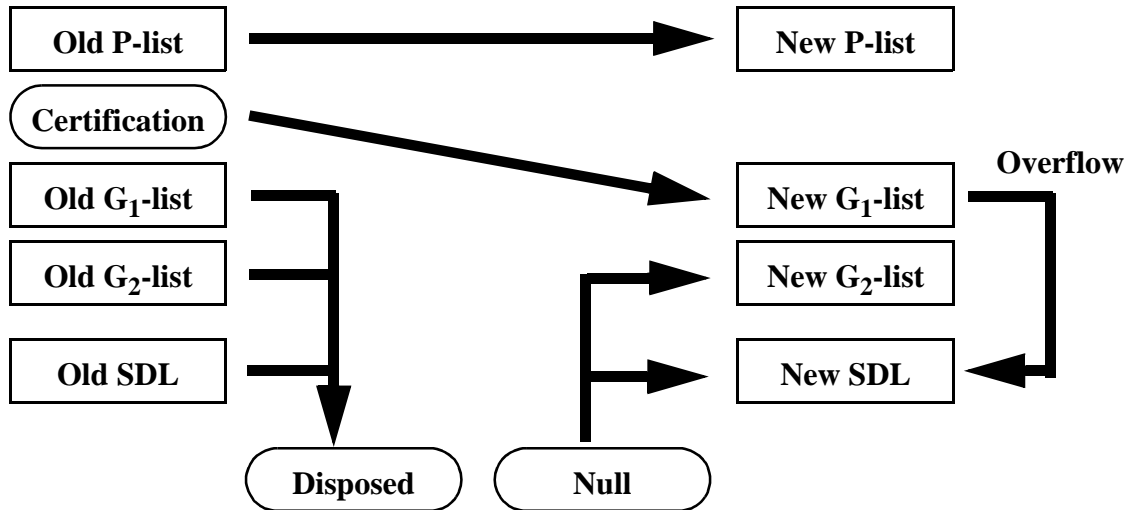 Old P-list
New P-list
Certification
Overflow
Old G₁-list
New G₁-list
Old G₂-list
New G₂-list
Old SDL
New SDL
Disposed
Null